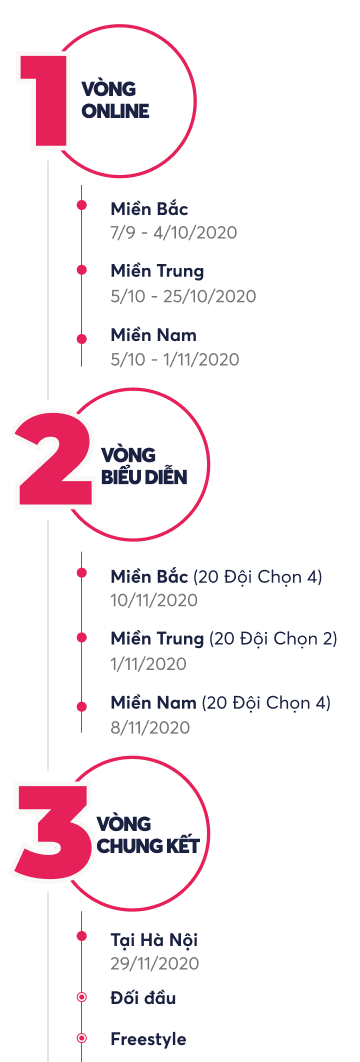 1
VÒNG
ONLINE
Miền Bắc
7/9 - 4/10/2020
Miền Trung
5/10 - 25/10/2020
Miền Nam
5/10 - 1/11/2020
2
VÒNG
BIỂU DIỄN
Miền Bắc (20 Đội Chọn 4)
10/11/2020
Miền Trung (20 Đội Chọn 2)
1/11/2020
Miền Nam (20 Đội Chọn 4)
8/11/2020
3
VÒNG
CHUNG KẾT
Tại Hà Nội
29/11/2020
Đối đầu
Freestyle